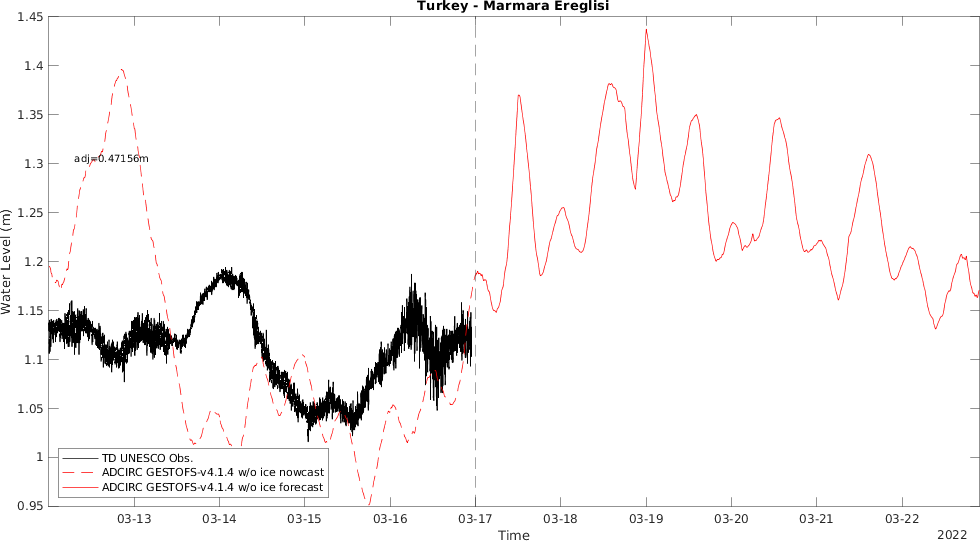 Turkey - Marmara Ereglisi
1.45
1.4
1.35
1.3
1.25
1.2
1.15
1.1
1.05
1
0.95
Water Level (m)
adj=0.47156m
TD UNESCO Obs.
ADCIRC GESTOFS-v4.1.4 w/o ice nowcast
ADCIRC GESTOFS-v4.1.4 w/o ice forecast
03-13 03-14 03-15 03-16 03-17 03-18 03-19 03-20 03-21 03-22
Time
2022